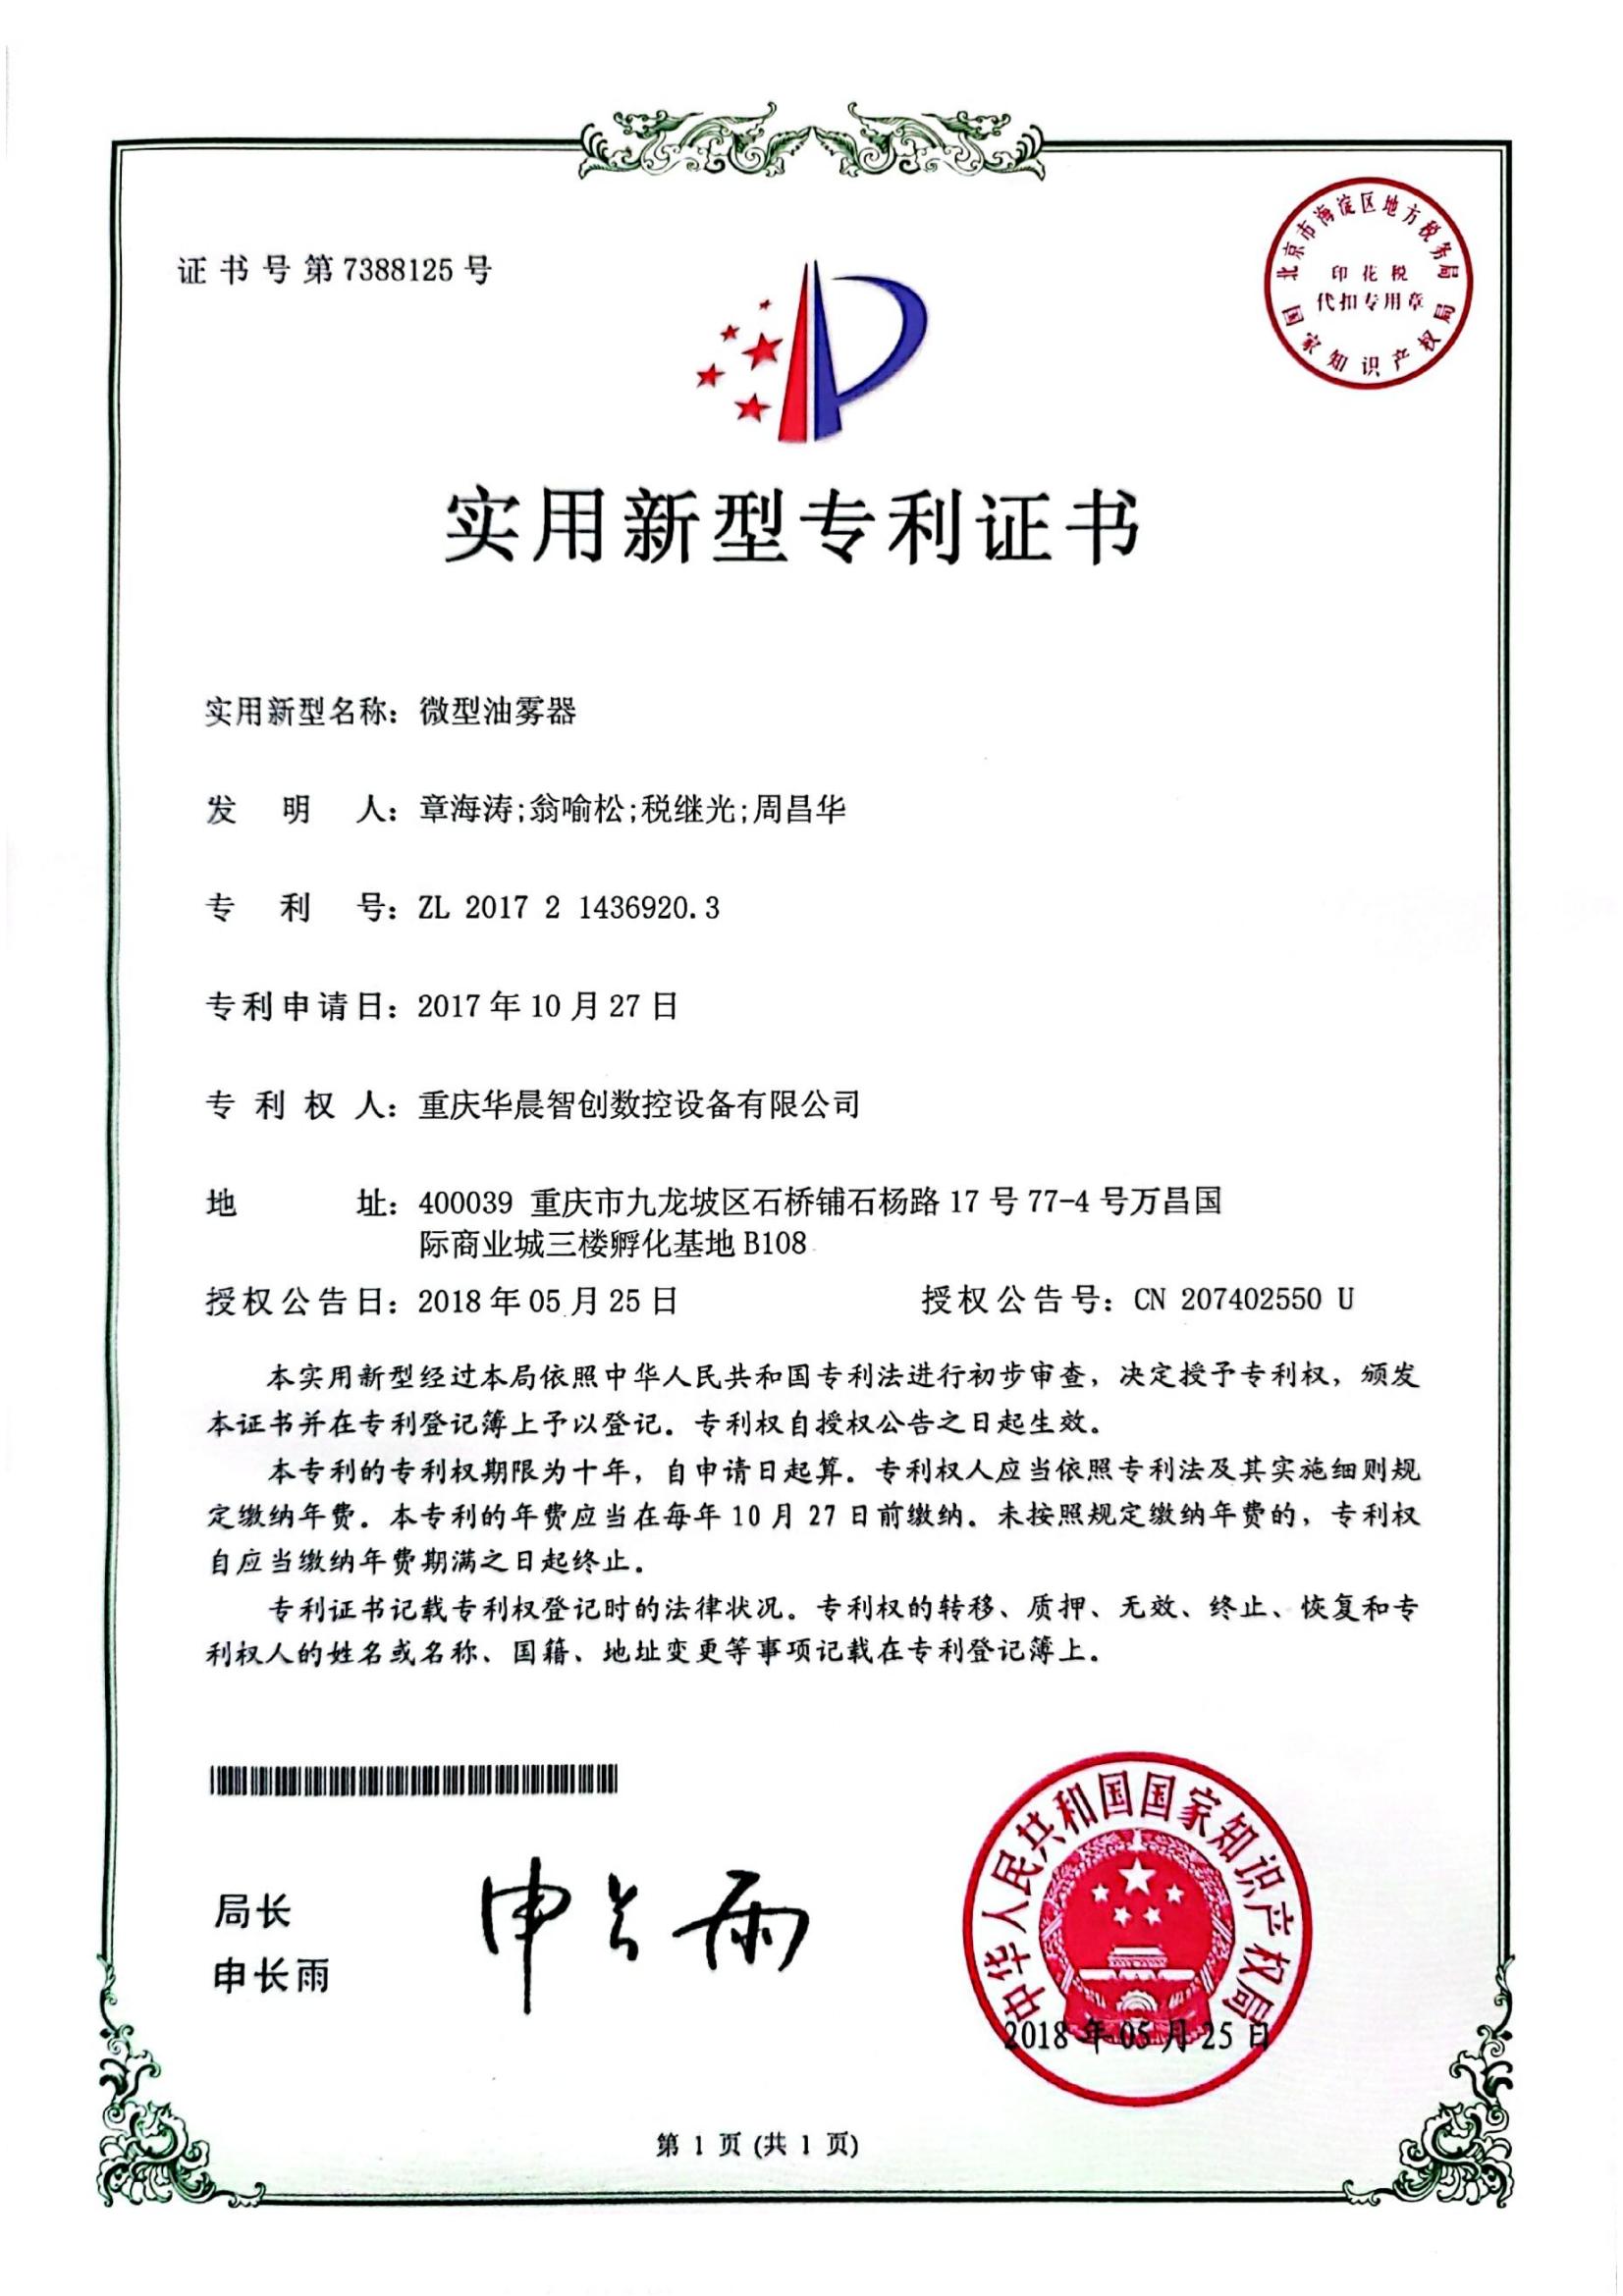 证书号第7388125号
北京市海淀区地方税务局
印花税
代扣专用章
国家知识产权局
实用新型专利证书
实用新型名称：微型油雾器
发明人：章海涛;翁喻松;税继光;周昌华
专利号：ZL 2017 2 1436920.3
专利申请日：2017年10月27日
专利权人：重庆华晨智创数控设备有限公司
地址：400039 重庆市九龙坡区石桥铺石杨路17号77-4号万昌国
际商业城三楼孵化基地B108
授权公告日：2018年05月25日 授权公告号：CN 207402550 U
本实用新型经过本局依照中华人民共和国专利法进行初步审查，决定授予专利权，颁发
本证书并在专利登记簿上予以登记。专利权自授权公告之日起生效。
本专利的专利权期限为十年，自申请日起算。专利权人应当依照专利法及其实施细则规
定缴纳年费。本专利的年费应当在每年10月27日前缴纳。未按照规定缴纳年费的，专利权
自应当缴纳年费期满之日起终止。
专利证书记载专利权登记时的法律状况。专利权的转移、质押、无效、终止、恢复和专
利权人的姓名或名称、国籍、地址变更等事项记载在专利登记簿上。
局长
申长雨
申长雨
中华人民共和国国家知识产权局
2018年05月25日
第 1 页 (共 1 页)